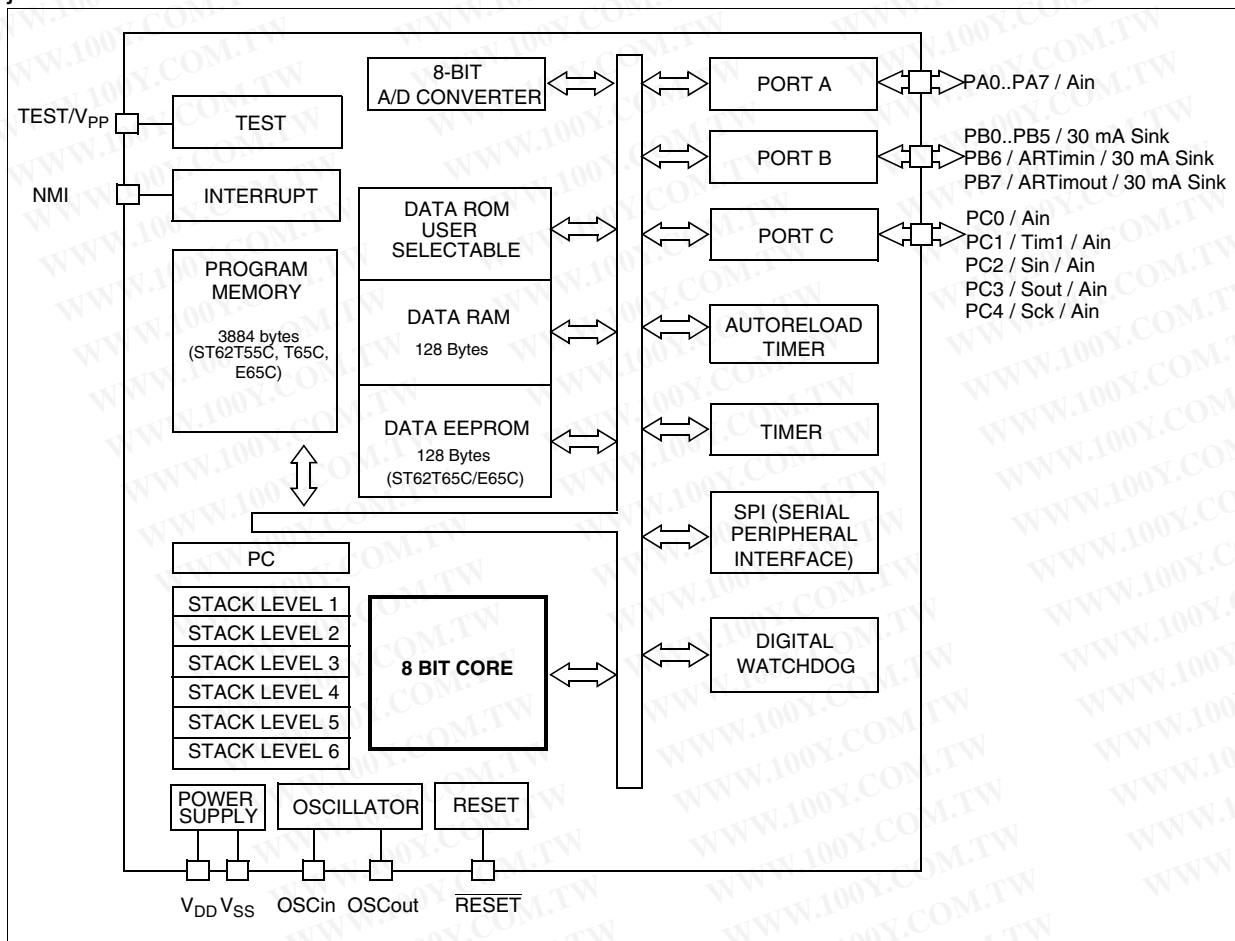 8-BIT
A/D CONVERTER
PORT A
PA0..PA7 / Ain
TEST/VPP
TEST
PORT B
PB0..PB5 / 30 mA Sink
PB6 / ARTimin / 30 mA Sink
PB7 / ARTimout / 30 mA Sink
NMI
INTERRUPT
DATA ROM
USER
SELECTABLE
PORT C
PC0 / Ain
PC1 / Tim1 / Ain
PC2 / Sin / Ain
PC3 / Sout / Ain
PC4 / Sck / Ain
PROGRAM
MEMORY
3884 bytes
(ST62T55C, T65C,
E65C)
DATA RAM
128 Bytes
AUTORELOAD
TIMER
DATA EEPROM
128 Bytes
(ST62T65C/E65C)
TIMER
SPI (SERIAL
PERIPHERAL
INTERFACE)
PC
STACK LEVEL 1
STACK LEVEL 2
STACK LEVEL 3
STACK LEVEL 4
STACK LEVEL 5
STACK LEVEL 6
8 BIT CORE
DIGITAL
WATCHDOG
POWER
SUPPLY
OSCILLATOR
RESET
VDD VSS OSCin OSCout RESET
WWW.100Y.COM.TW